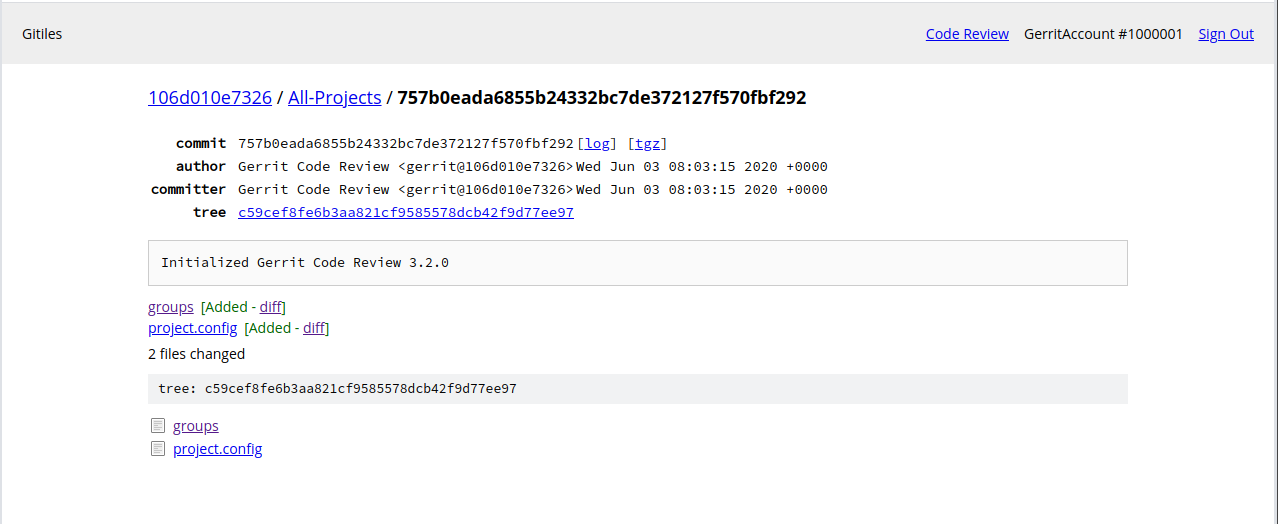 Gitiles Code Review GerritAccount #1000001 Sign Out
106d010e7326 / All-Projects / 757b0eada6855b24332bc7de372127f570fbf292
commit 757b0eada6855b24332bc7de372127f570fbf292 [log] [tgz]
author Gerrit Code Review <gerrit@106d010e7326> Wed Jun 03 08:03:15 2020 +0000
committer Gerrit Code Review <gerrit@106d010e7326> Wed Jun 03 08:03:15 2020 +0000
tree c59cef8fe6b3aa821cf9585578dcb42f9d77ee97
Initialized Gerrit Code Review 3.2.0
groups [Added - diff]
project.config [Added - diff]
2 files changed
tree: c59cef8fe6b3aa821cf9585578dcb42f9d77ee97
groups
project.config